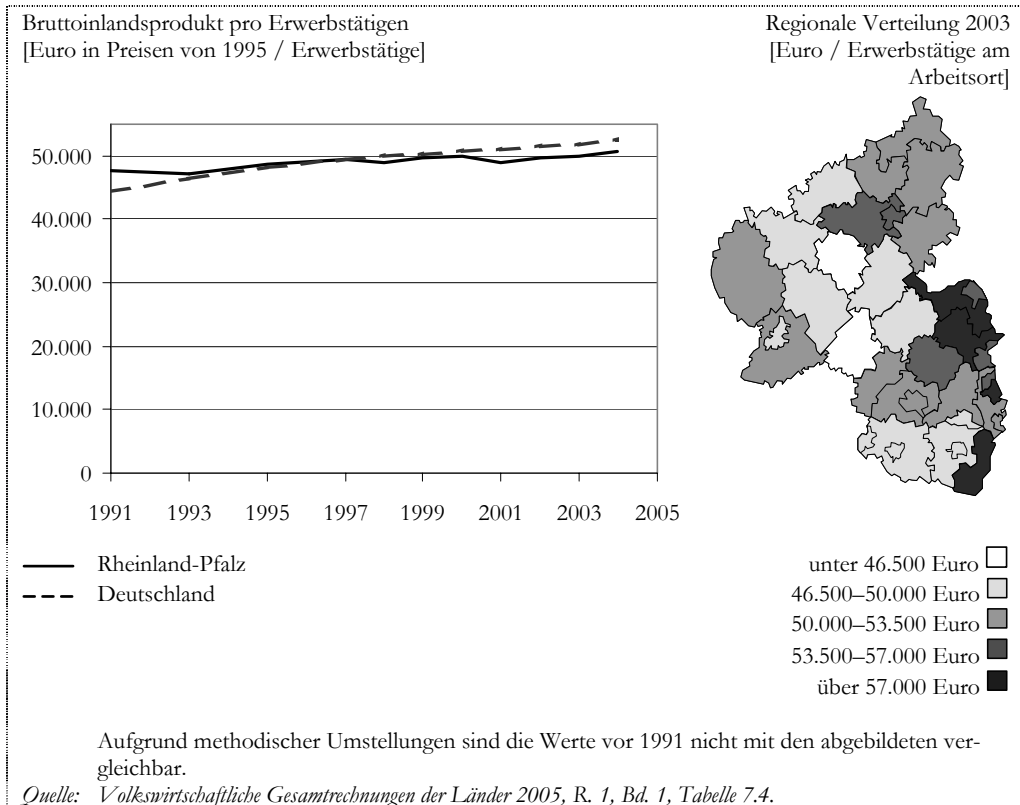 Bruttoinlandsprodukt pro Erwerbstätigen
[Euro in Preisen von 1995 / Erwerbstätige]
Regionale Verteilung 2003
[Euro / Erwerbstätige am
Arbeitsort]
50.000
40.000
30.000
20.000
10.000
0
1991 1993 1995 1997 1999 2001 2003 2005
Rheinland-Pfalz
Deutschland
unter 46.500 Euro
46.500–50.000 Euro
50.000–53.500 Euro
53.500–57.000 Euro
über 57.000 Euro
Aufgrund methodischer Umstellungen sind die Werte vor 1991 nicht mit den abgebildeten ver-
gleichbar.
Quelle: Volkswirtschaftliche Gesamtrechnungen der Länder 2005, R. 1, Bd. 1, Tabelle 7.4.